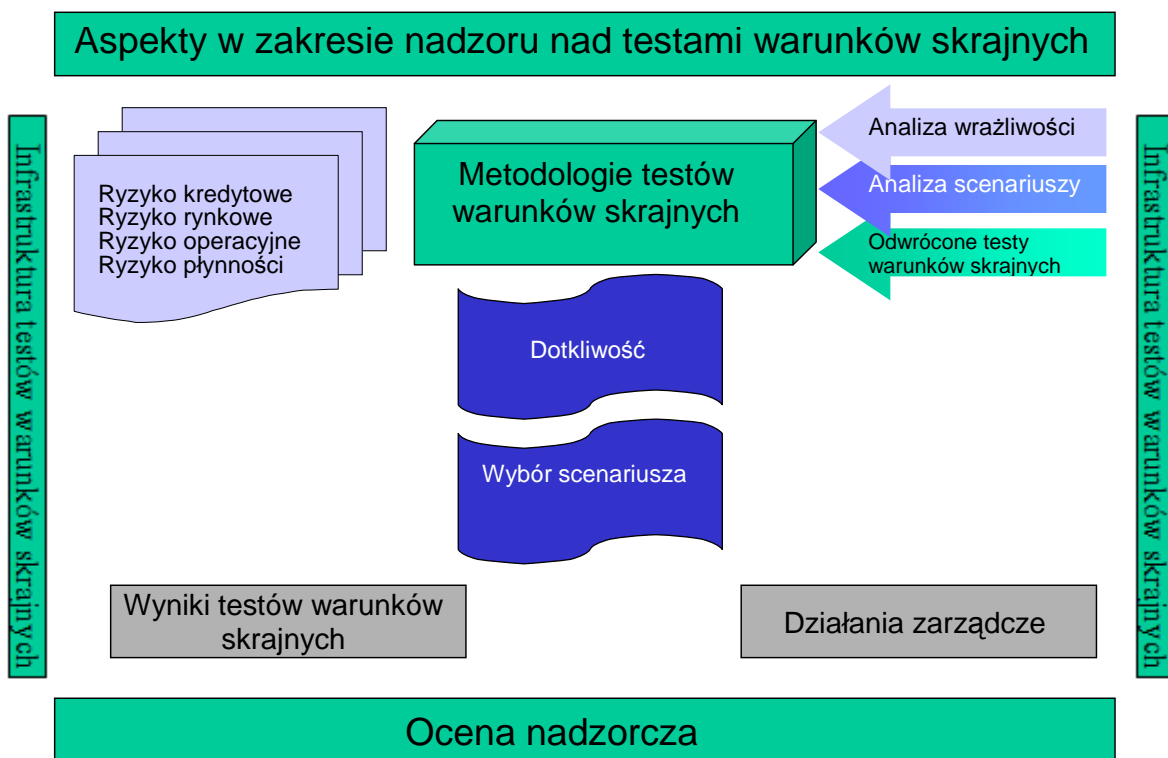 Aspekty w zakresie nadzoru nad testami warunków skrajnych
Infrastruktura testów warunków skrajnych
Ryzyko kredytowe
Ryzyko rynkowe
Ryzyko operacyjne
Ryzyko płynności
Metodologie testów
warunków skrajnych
Analiza wrażliwości
Analiza scenariuszy
Odwrócone testy
warunków skrajnych
Infrastruktura testów warunków skrajnych
Dotkliwość
Wybór scenariusza
Wyniki testów warunków
skrajnych
Działania zarządcze
Ocena nadzorcza